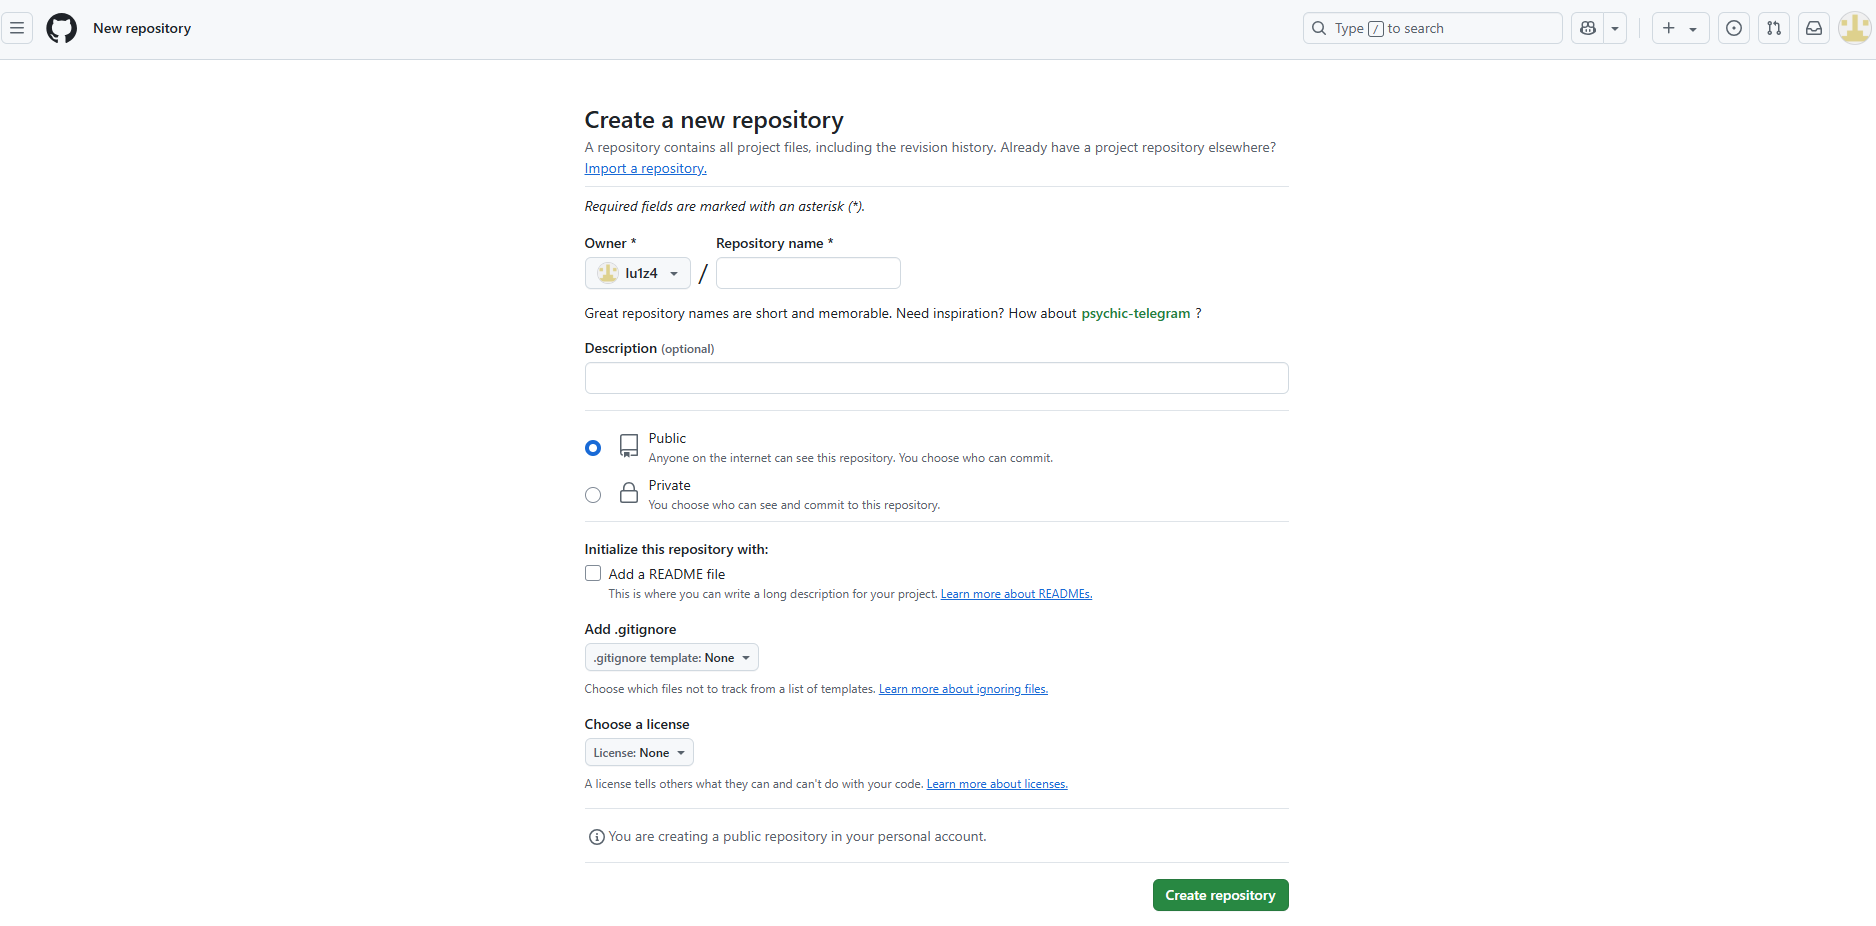 New repository
Type / to search
Create a new repository
A repository contains all project files, including the revision history. Already have a project repository elsewhere?
Import a repository.
Required fields are marked with an asterisk (*).
Owner * Repository name *
lu1z4 /
Great repository names are short and memorable. Need inspiration? How about psychic-telegram ?
Description (optional)
Public
Anyone on the internet can see this repository. You choose who can commit.
Private
You choose who can see and commit to this repository.
Initialize this repository with:
Add a README file
This is where you can write a long description for your project. Learn more about READMEs.
Add .gitignore
.gitignore template: None
Choose which files not to track from a list of templates. Learn more about ignoring files.
Choose a license
License: None
A license tells others what they can and can't do with your code. Learn more about licenses.
You are creating a public repository in your personal account.
Create repository